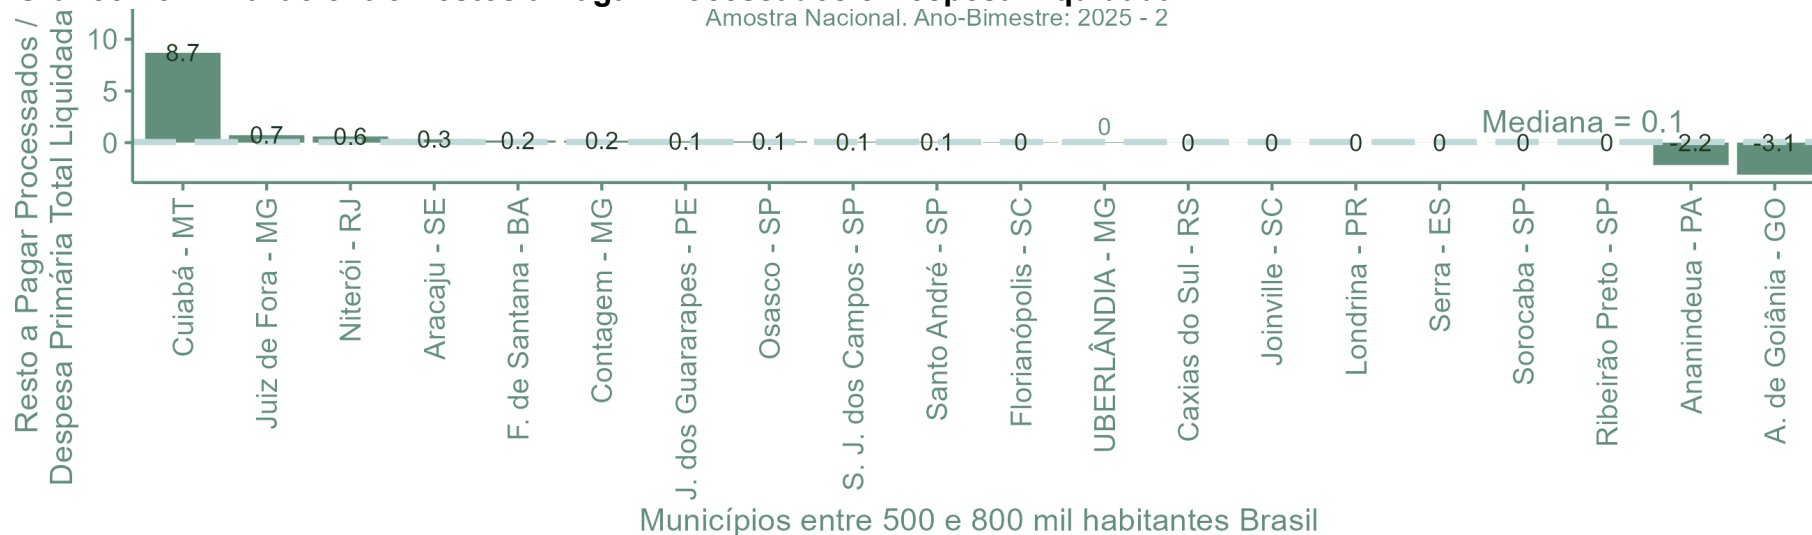 Amostra Nacional. Ano-Bimestre: 2025 - 2
Resto a Pagar Processados /
Despesa Primária Total Liquidada
10
5
0
8.7
0.7
0.6
0.3
0.2
0.2
0.1
0.1
0.1
0.1
0
0
0
0
0
0
0
0
-2.2
-3.1
Mediana = 0.1
Cuiabá - MT
Juiz de Fora - MG
Niterói - RJ
Aracaju - SE
F. de Santana - BA
Contagem - MG
J. dos Guararapes - PE
Osasco - SP
S. J. dos Campos - SP
Santo André - SP
Florianópolis - SC
UBERLÂNDIA - MG
Caxias do Sul - RS
Joinville - SC
Londrina - PR
Serra - ES
Sorocaba - SP
Ribeirão Preto - SP
Ananindeua - PA
A. de Goiânia - GO
Municípios entre 500 e 800 mil habitantes Brasil